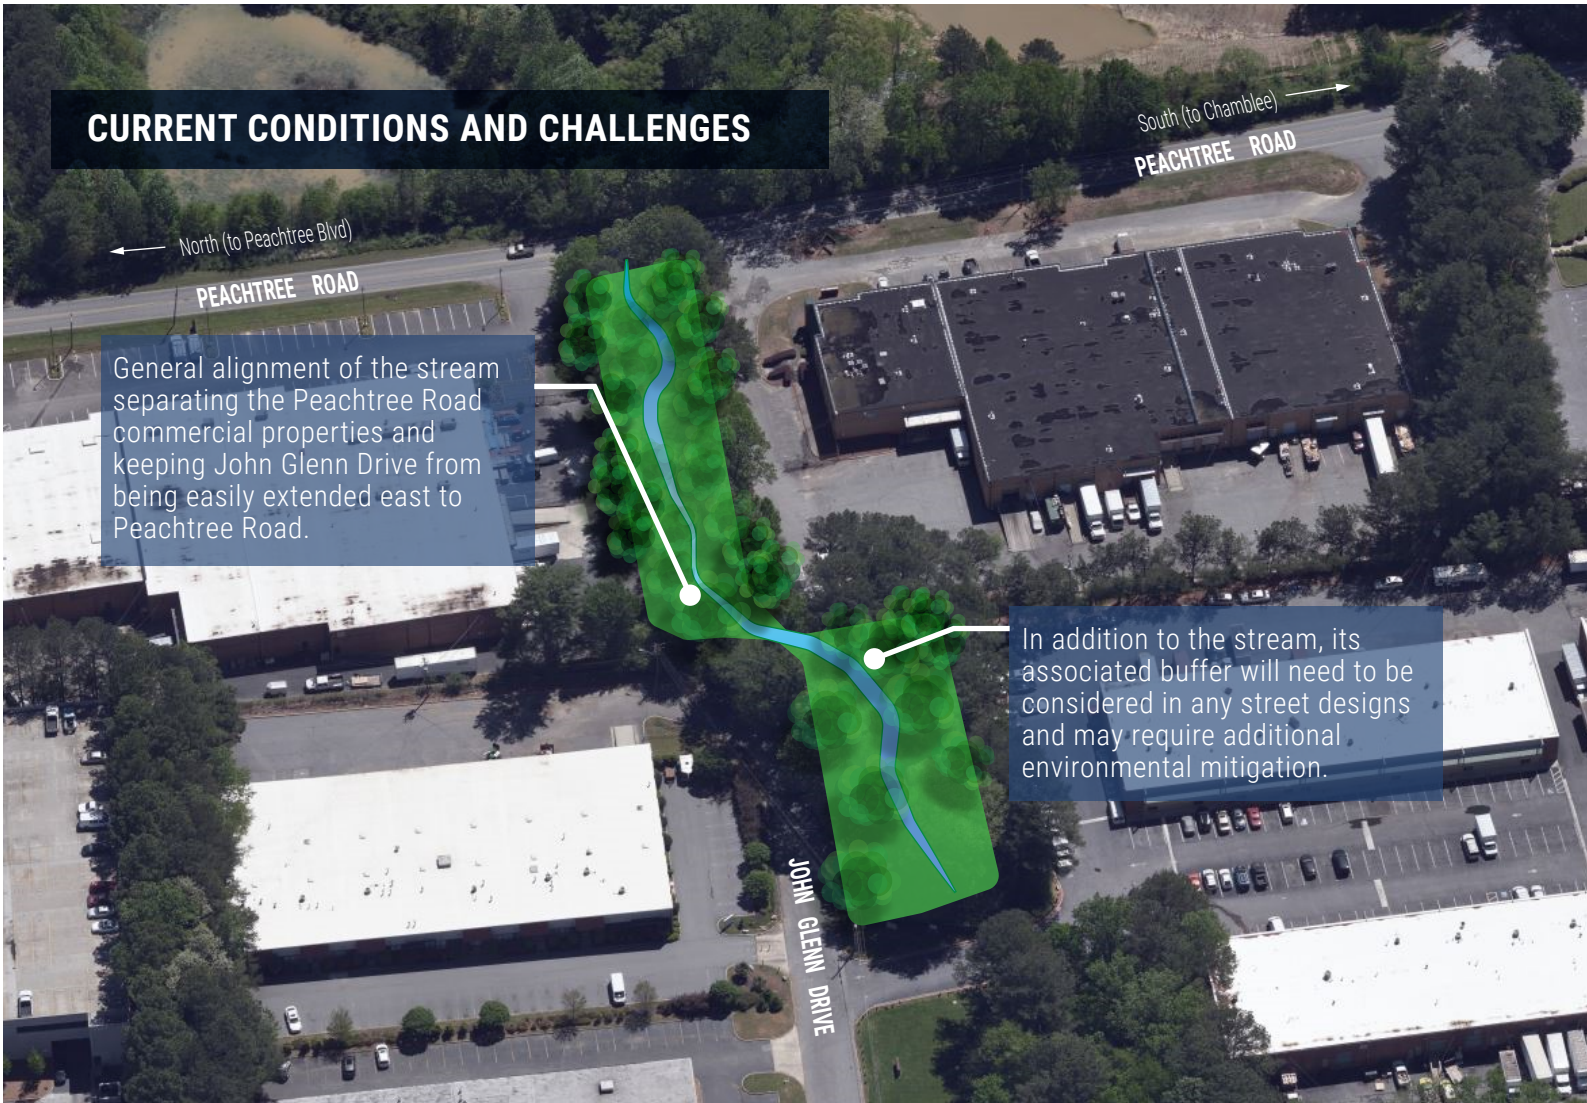 CURRENT CONDITIONS AND CHALLENGES
South (to Chamblee)
PEACHTREE ROAD
North (to Peachtree Blvd)
PEACHTREE ROAD
General alignment of the stream
separating the Peachtree Road
commercial properties and
keeping John Glenn Drive from
being easily extended east to
Peachtree Road.
In addition to the stream, its
associated buffer will need to be
considered in any street designs
and may require additional
environmental mitigation.
JOHN GLENN DRIVE